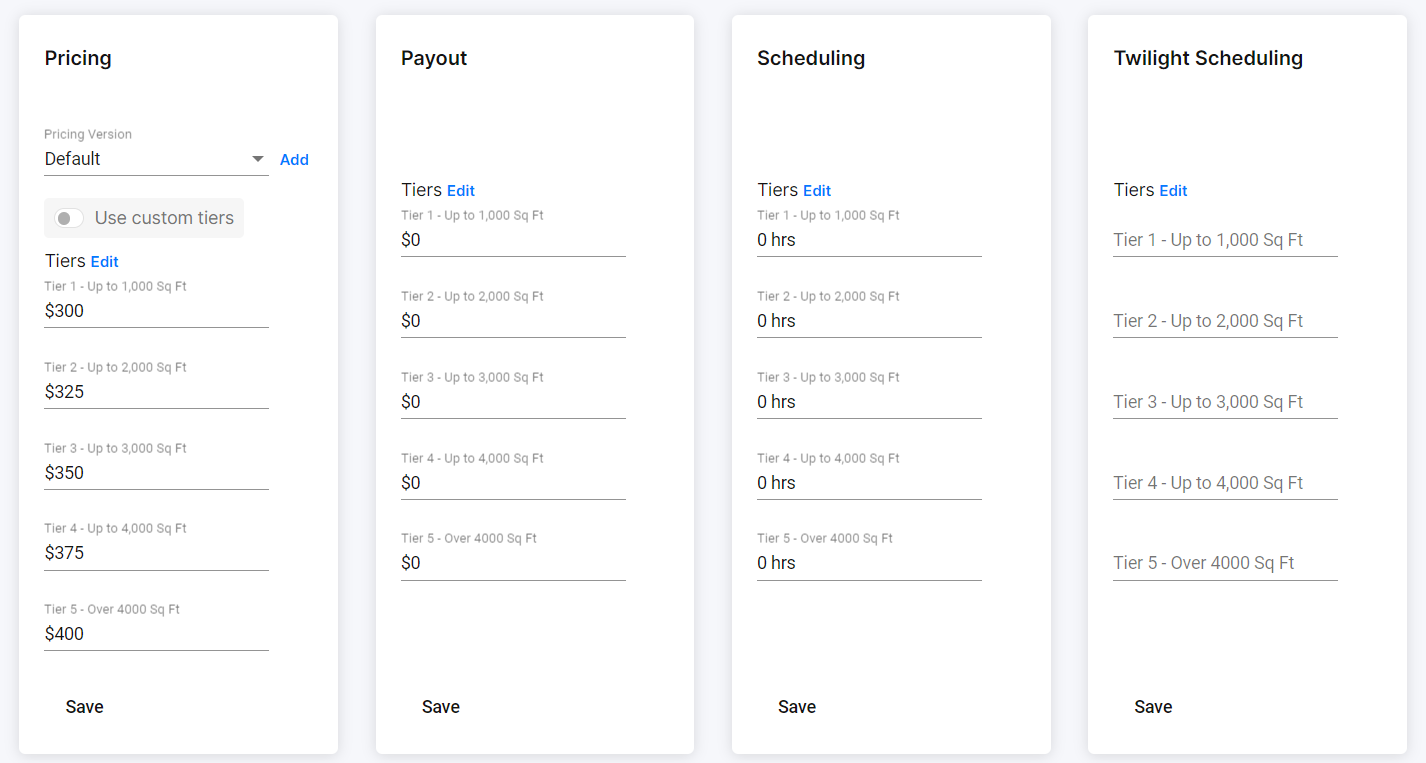 Pricing
Pricing Version
Default
Add
Use custom tiers
Tiers Edit
Tier 1 - Up to 1,000 Sq Ft
$300
Tier 2 - Up to 2,000 Sq Ft
$325
Tier 3 - Up to 3,000 Sq Ft
$350
Tier 4 - Up to 4,000 Sq Ft
$375
Tier 5 - Over 4000 Sq Ft
$400
Save
Payout
Tiers Edit
Tier 1 - Up to 1,000 Sq Ft
$0
Tier 2 - Up to 2,000 Sq Ft
$0
Tier 3 - Up to 3,000 Sq Ft
$0
Tier 4 - Up to 4,000 Sq Ft
$0
Tier 5 - Over 4000 Sq Ft
$0
Save
Scheduling
Tiers Edit
Tier 1 - Up to 1,000 Sq Ft
0 hrs
Tier 2 - Up to 2,000 Sq Ft
0 hrs
Tier 3 - Up to 3,000 Sq Ft
0 hrs
Tier 4 - Up to 4,000 Sq Ft
0 hrs
Tier 5 - Over 4000 Sq Ft
0 hrs
Save
Twilight Scheduling
Tiers Edit
Tier 1 - Up to 1,000 Sq Ft
Tier 2 - Up to 2,000 Sq Ft
Tier 3 - Up to 3,000 Sq Ft
Tier 4 - Up to 4,000 Sq Ft
Tier 5 - Over 4000 Sq Ft
Save